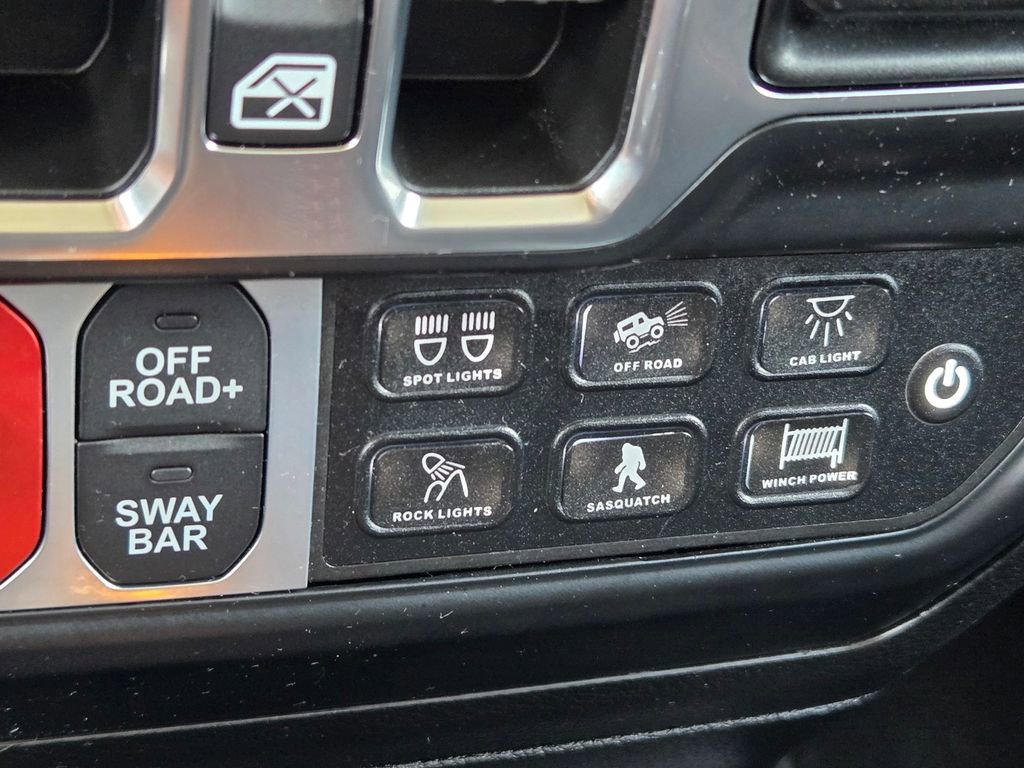 OFF
ROAD+
SWAY
BAR
SPOT LIGHTS
OFF ROAD
CAB LIGHT
ROCK LIGHTS
SASQUATCH
WINCH POWER